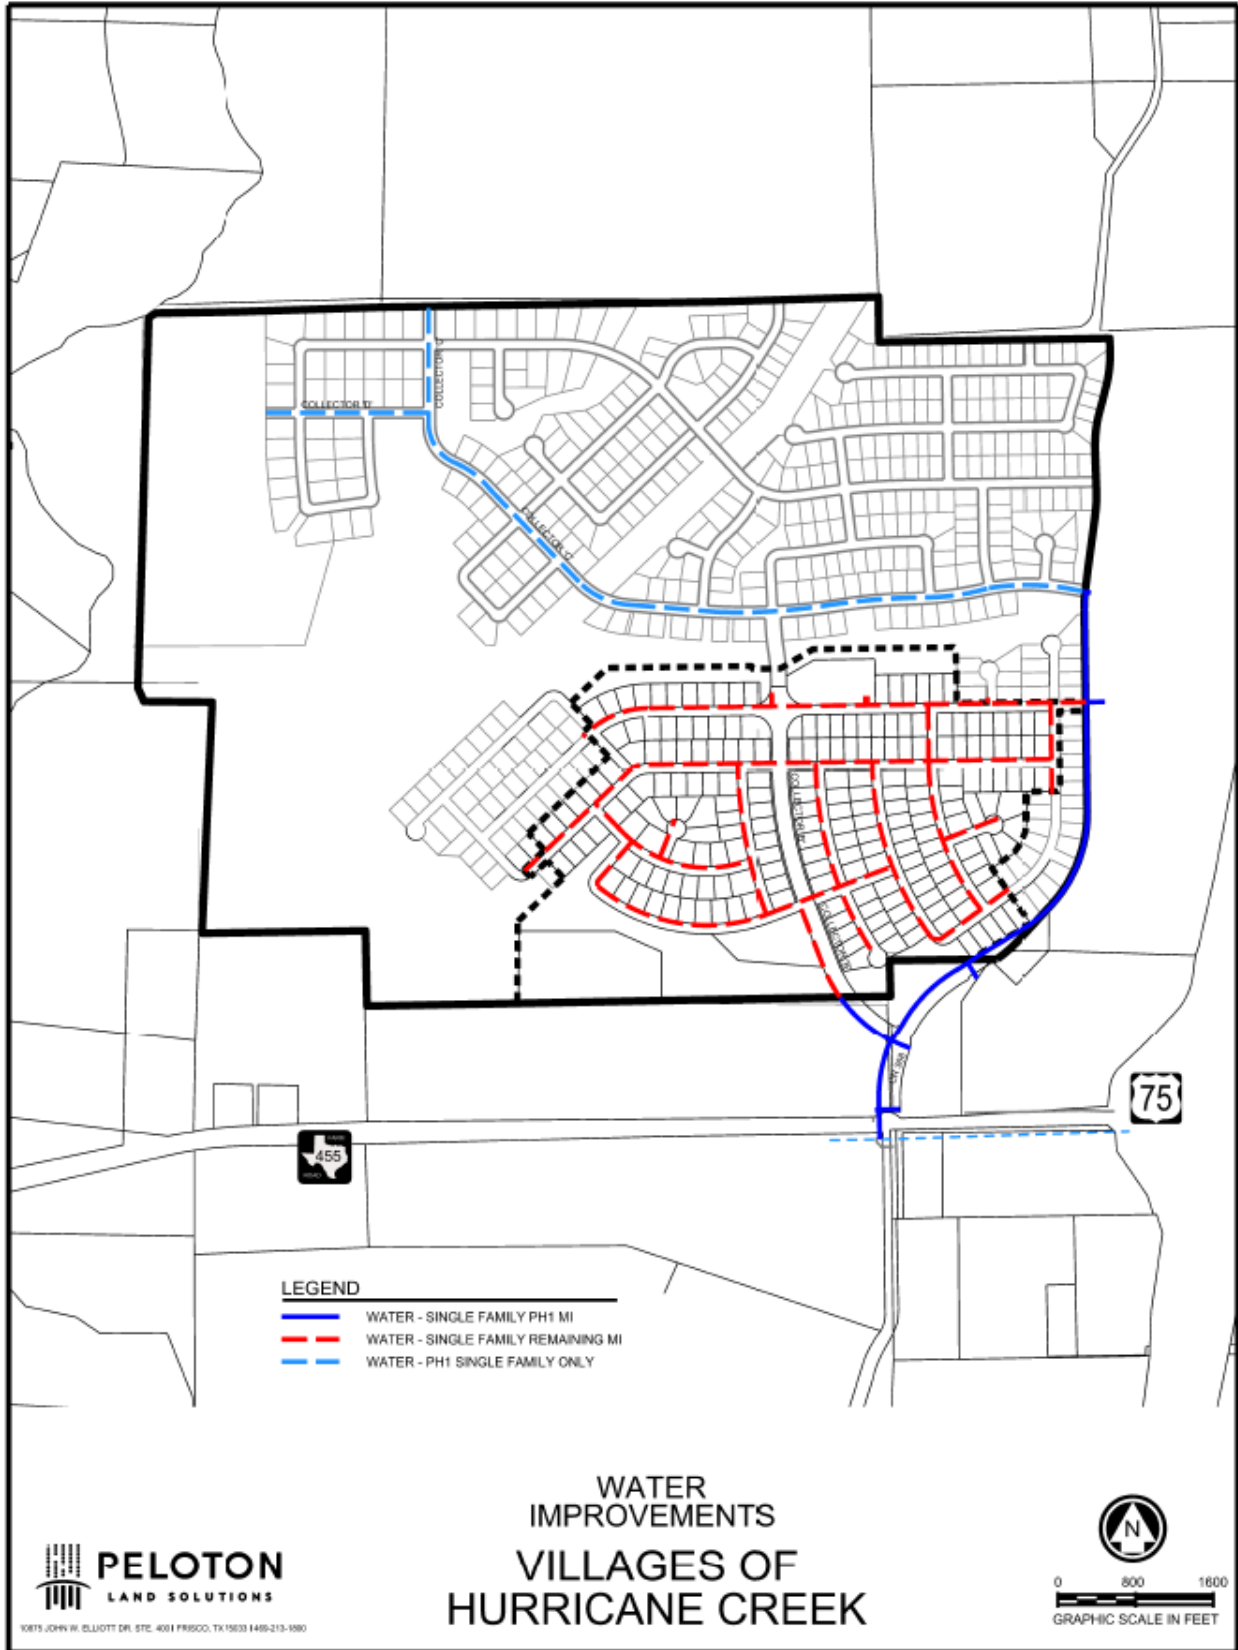 COLLECTOR 'C'
COLLECTOR 'D'
COLLECTOR 'C'
75
455
LEGEND
WATER - SINGLE FAMILY PH1 MI
WATER - SINGLE FAMILY REMAINING MI
WATER - PH1 SINGLE FAMILY ONLY
WATER
IMPROVEMENTS
VILLAGES OF
HURRICANE CREEK
PELOTON
LAND SOLUTIONS
N
0 800 1600
GRAPHIC SCALE IN FEET